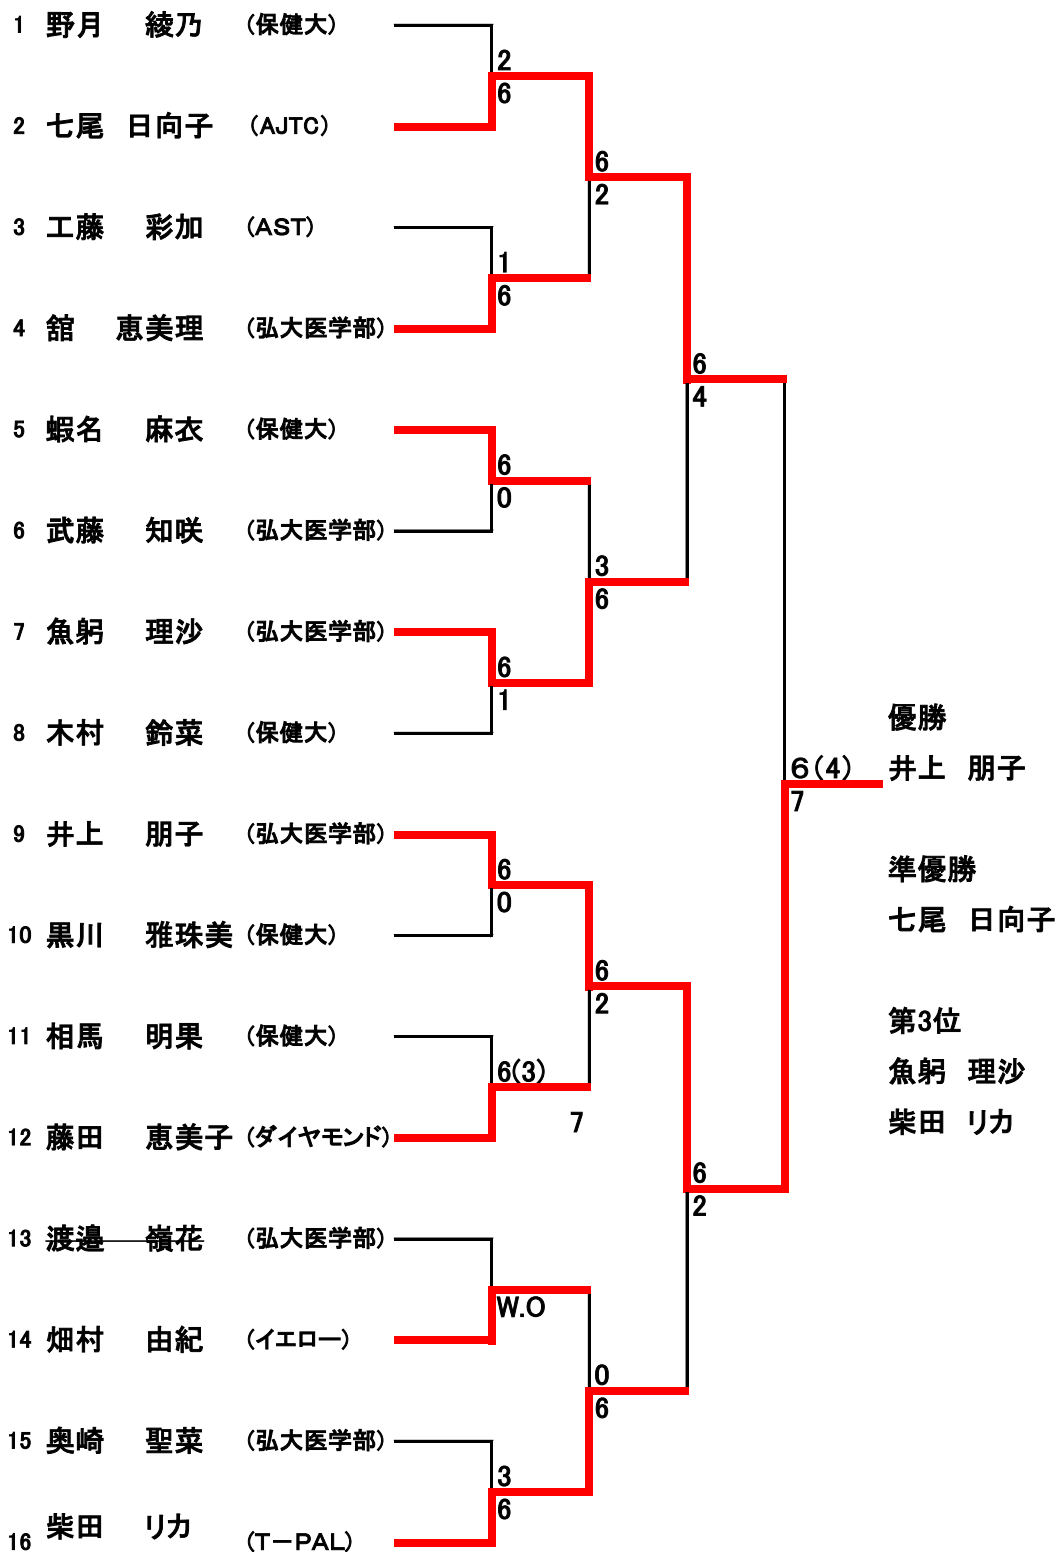 1 野月 綾乃 (保健大)
2
6
2 七尾 日向子 (AJTC)
6
2
3 工藤 彩加 (AST)
1
6
4 舘 恵美理 (弘大医学部)
6
4
5 蝦名 麻衣 (保健大)
6
0
6 武藤 知咲 (弘大医学部)
3
6
7 魚躬 理沙 (弘大医学部)
6
1
8 木村 鈴菜 (保健大)
6(4)
7
9 井上 朋子 (弘大医学部)
6
0
10 黒川 雅珠美 (保健大)
6
2
11 相馬 明果 (保健大)
6(3)
7
12 藤田 恵美子 (ダイヤモンド)
6
2
13 渡邉 嶺花 (弘大医学部)
W.O
14 畑村 由紀 (イエロー)
0
6
15 奥崎 聖菜 (弘大医学部)
3
6
16 柴田 リカ (T－PAL)
優勝
井上 朋子
準優勝
七尾 日向子
第3位
魚躬 理沙
柴田 リカ